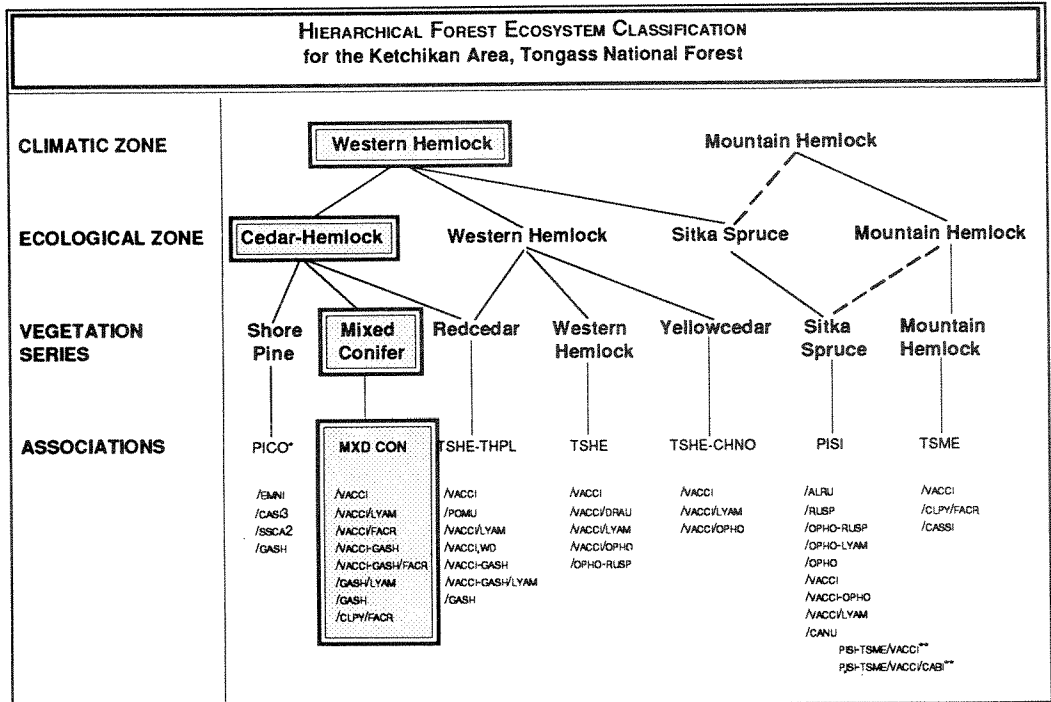 HIERARCHICAL FOREST ECOSYSTEM CLASSIFICATION
for the Ketchikan Area, Tongass National Forest
CLIMATIC ZONE
Western Hemlock
Mountain Hemlock
ECOLOGICAL ZONE
Cedar-Hemlock
Western Hemlock
Sitka Spruce
Mountain Hemlock
VEGETATION
SERIES
Shore
Pine
Mixed
Conifer
Redcedar
Western
Hemlock
Yellowcedar
Sitka
Spruce
Mountain
Hemlock
ASSOCIATIONS
PICO*
/EMNI
/CASI3
/SSCA2
/GASH
MXD CON
/VACCI
/VACCI/LYAM
/VACCI/FACR
/VACCI-GASH
/VACCI-GASH/FACR
/GASH/LYAM
/GASH
/CLPY/FACR
TSHE-THPL
/VACCI
/POMU
/VACCI/LYAM
/VACCI,WD
/VACCI-GASH
/VACCI-GASH/LYAM
/GASH
TSHE
/VACCI
/VACCI/DRAU
/VACCI/LYAM
/VACCI/OPHO
/OPHO-RUSP
TSHE-CHNO
/VACCI
/VACCI/LYAM
/VACCI/OPHO
PISI
/ALRU
/RUSP
/OPHO-RUSP
/OPHO-LYAM
/OPHO
/VACCI
/VACCI-OPHO
/VACCI/LYAM
/CANU
PISI-TSME/VACCI**
PISI-TSME/VACCI/CABI**
TSME
/VACCI
/CLPY/FACR
/CASSI